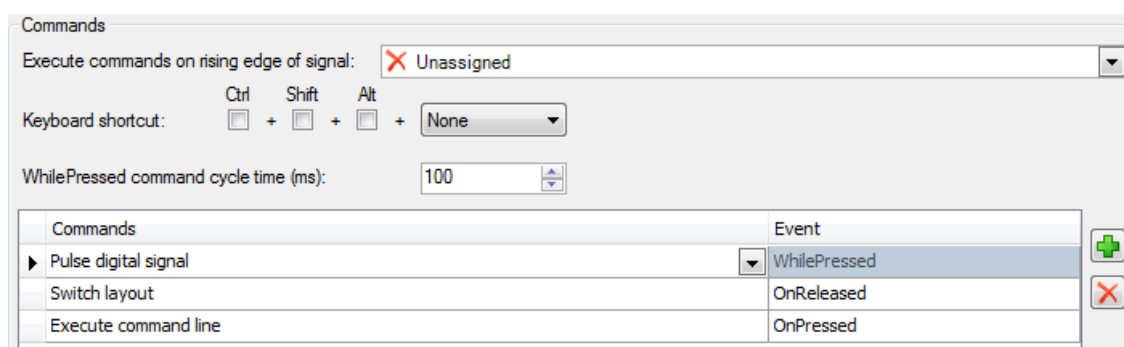 Commands
Execute commands on rising edge of signal: Unassigned
Ctrl Shift Alt
Keyboard shortcut: + + + None
WhilePressed command cycle time (ms): 100
Commands Event
Pulse digital signal WhilePressed
Switch layout OnReleased
Execute command line OnPressed